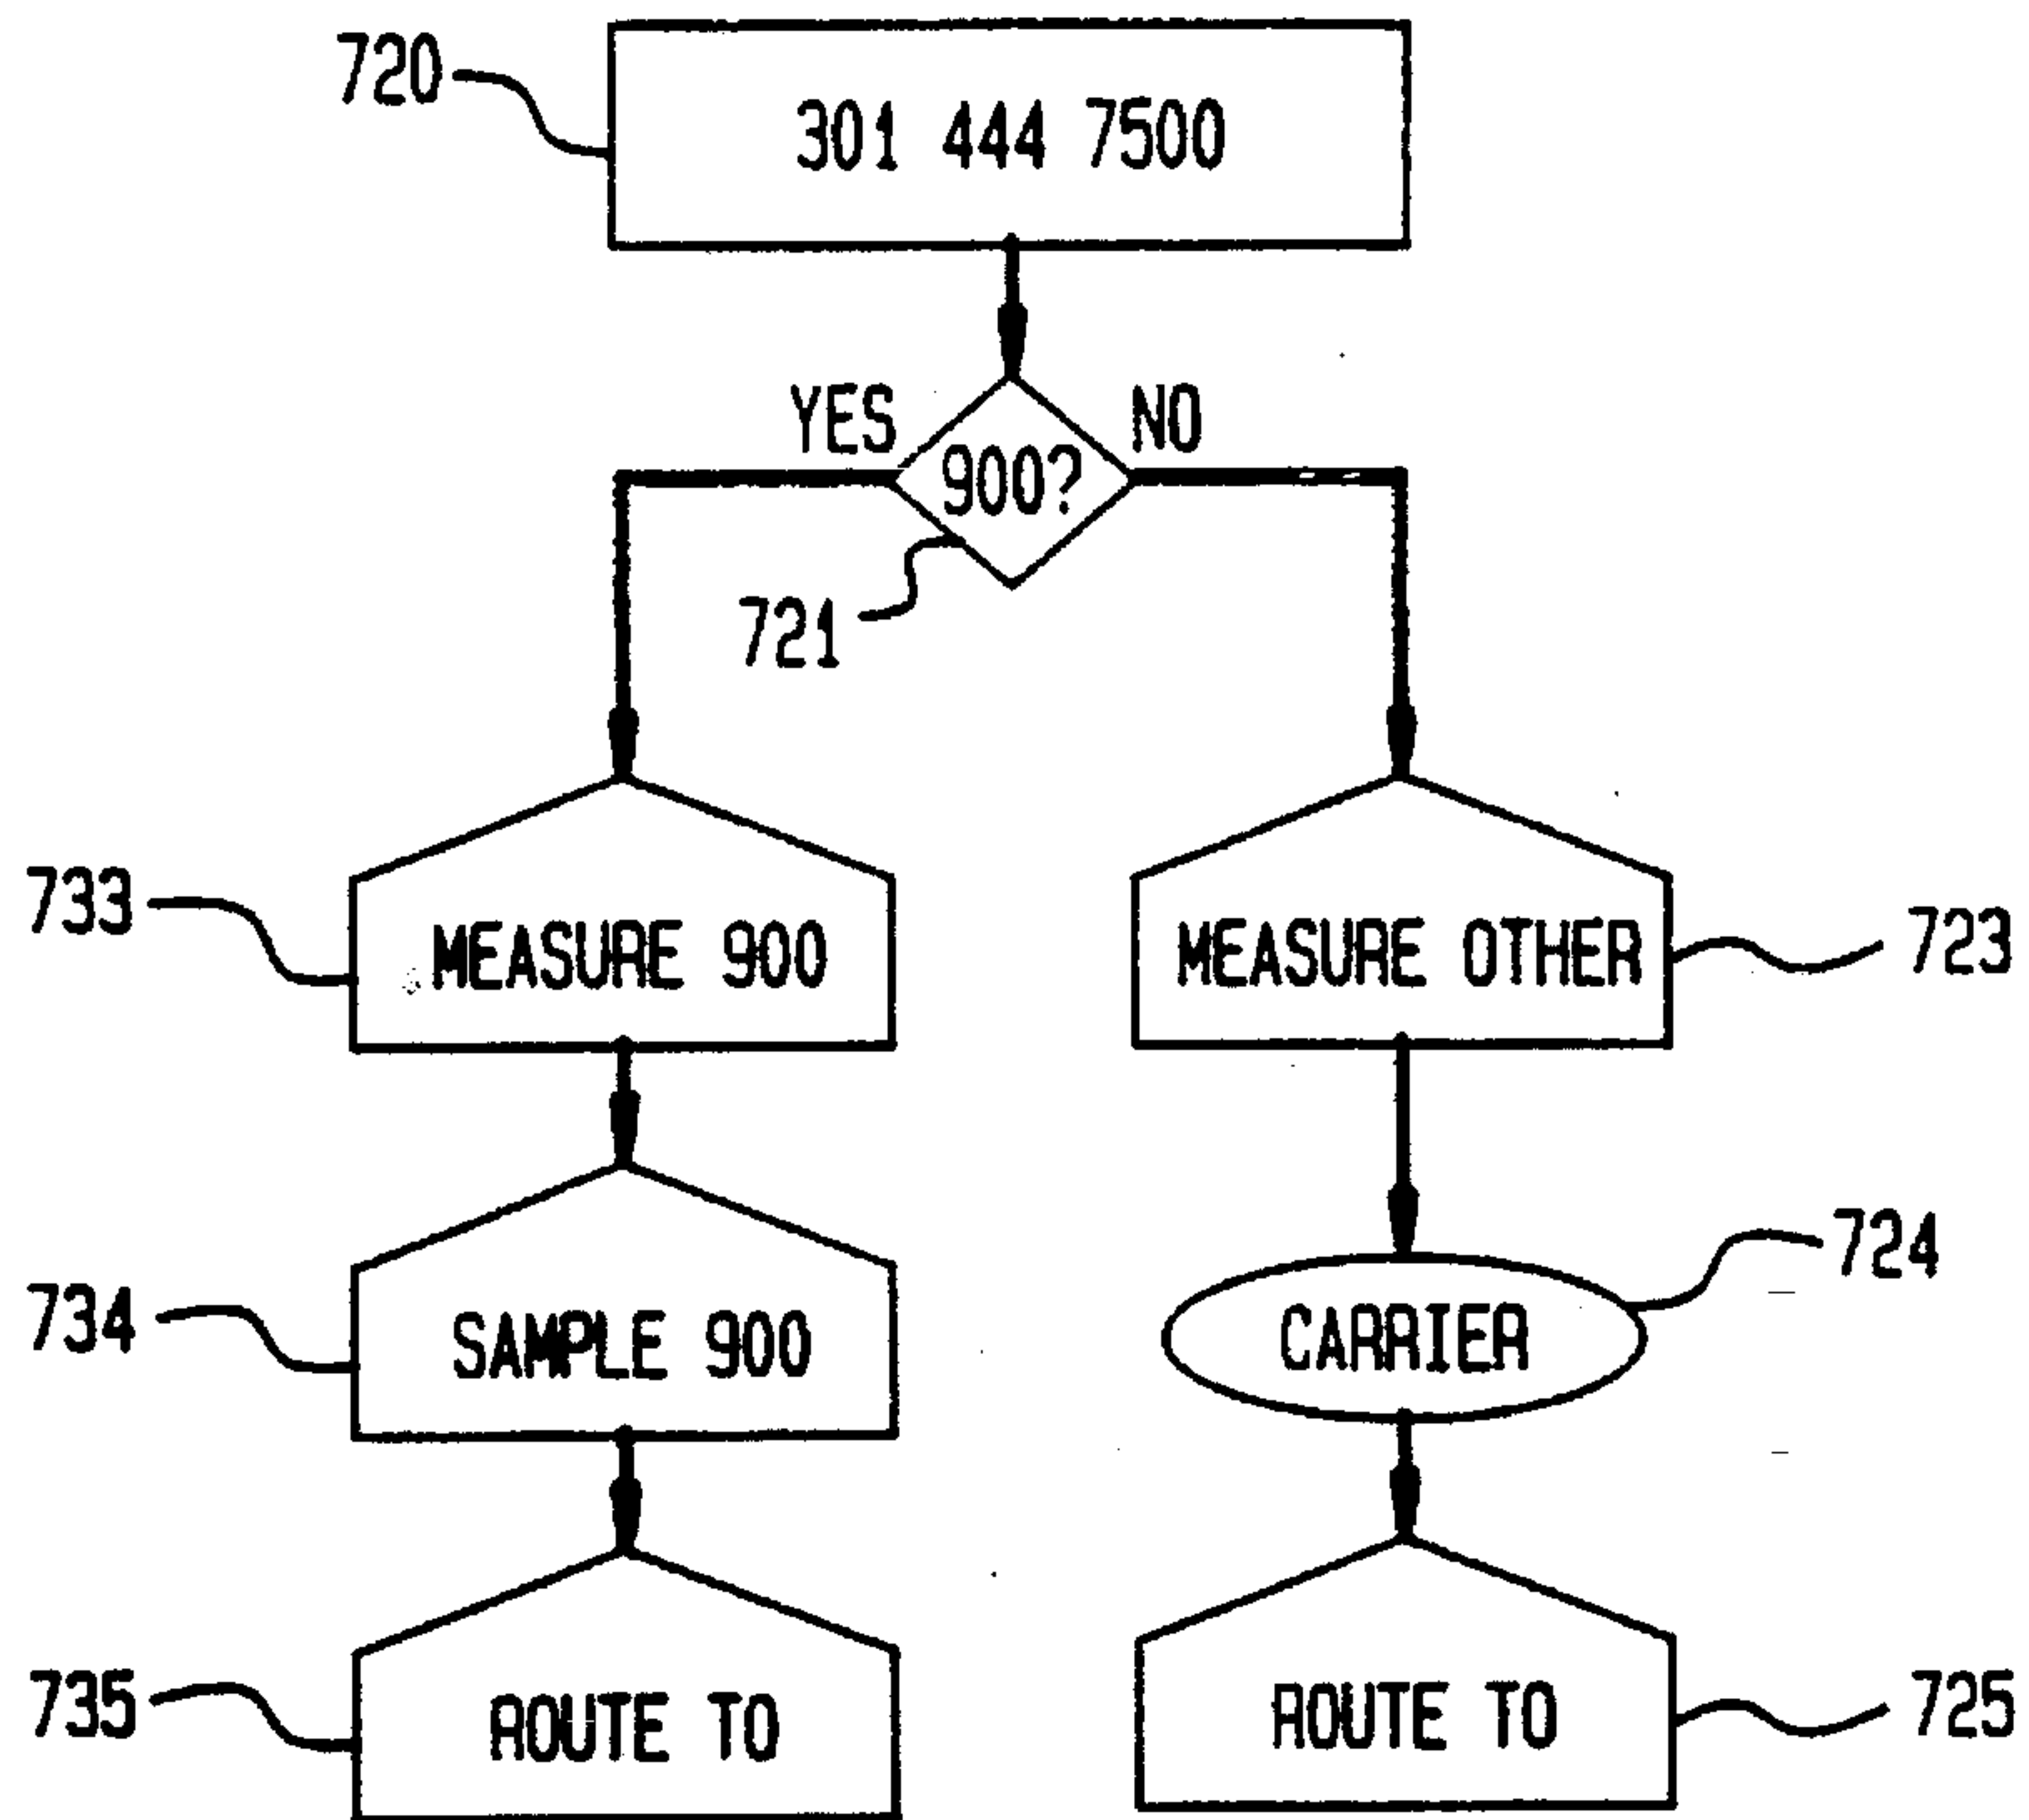 720
301 444 7500
YES
NO
900?
721
733
MEASURE 900
MEASURE OTHER
723
734
SAMPLE 900
CARRIER
724
735
ROUTE TO
ROUTE TO
725